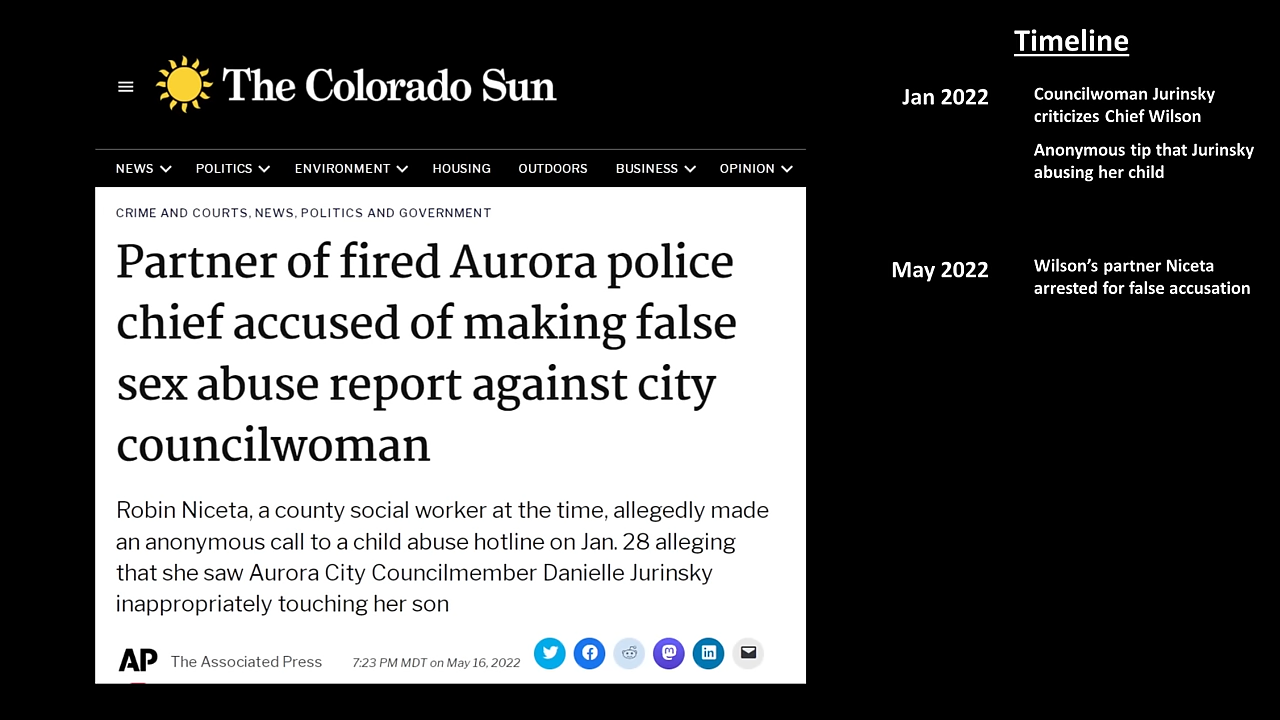 The Colorado Sun
NEWS POLITICS ENVIRONMENT HOUSING OUTDOORS BUSINESS OPINION
CRIME AND COURTS, NEWS, POLITICS AND GOVERNMENT
Partner of fired Aurora police
chief accused of making false
sex abuse report against city
councilwoman
Robin Niceta, a county social worker at the time, allegedly made
an anonymous call to a child abuse hotline on Jan. 28 alleging
that she saw Aurora City Councilmember Danielle Jurinsky
inappropriately touching her son
AP The Associated Press 7:23 PM MDT on May 16, 2022
Timeline
Jan 2022
Councilwoman Jurinsky
criticizes Chief Wilson
Anonymous tip that Jurinsky
abusing her child
May 2022
Wilson’s partner Niceta
arrested for false accusation